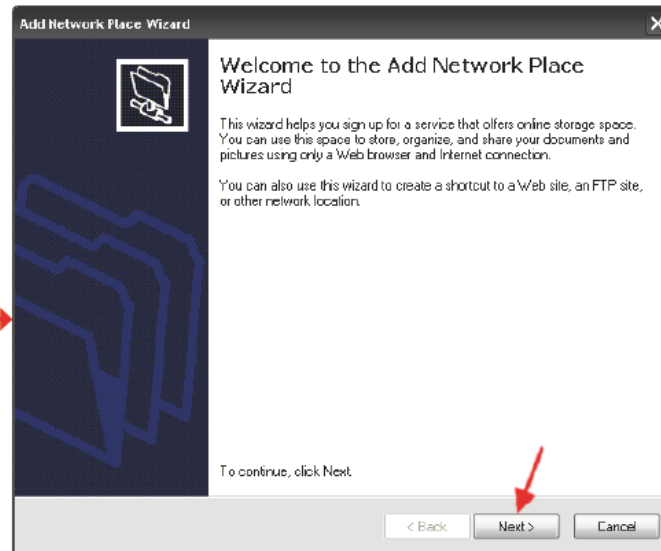 Add Network Place Wizard
Welcome to the Add Network Place
Wizard
This wizard helps you sign up for a service that offers online storage space.
You can use this space to store, organize, and share your documents and
pictures using only a Web browser and Internet connection.
You can also use this wizard to create a shortcut to a Web site, an FTP site,
or other network location.
To continue, click Next.
< Back
Next >
Cancel